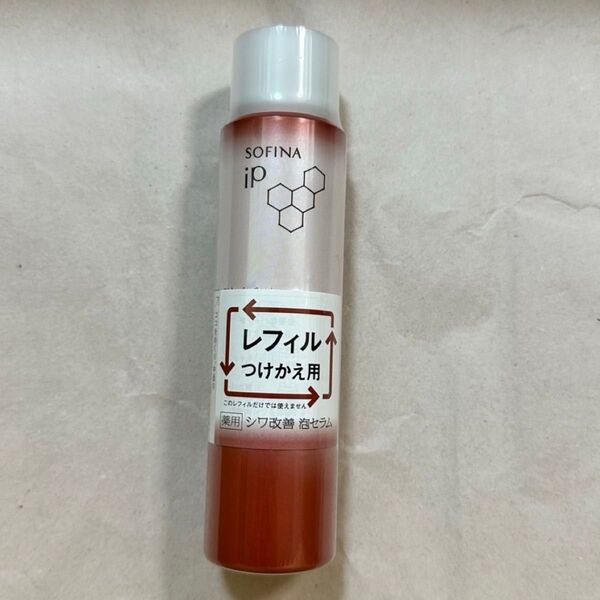 SOFINA
iP
レフィル
つけかえ用
このレフィルだけでは使えません
薬用 シワ改善 泡セラム